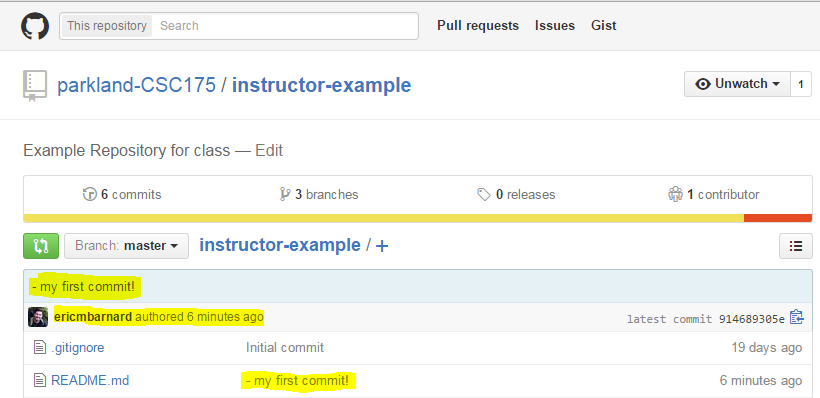 This repository Search Pull requests Issues Gist
parkland-CSC175 / instructor-example Unwatch 1
Example Repository for class — Edit
6 commits 3 branches 0 releases 1 contributor
Branch: master instructor-example / +
- my first commit!
ericmbarnard authored 6 minutes ago latest commit 914689305e
.gitignore Initial commit 19 days ago
README.md - my first commit! 6 minutes ago